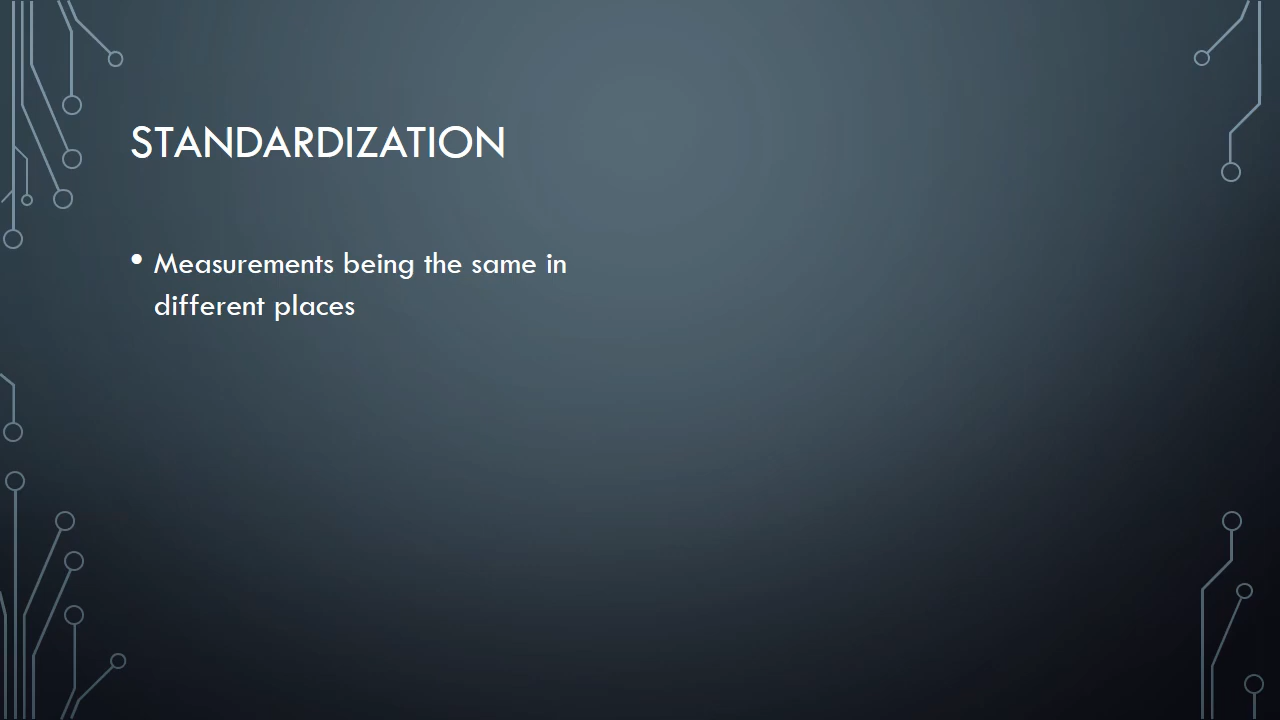 STANDARDIZATION
• Measurements being the same in
different places